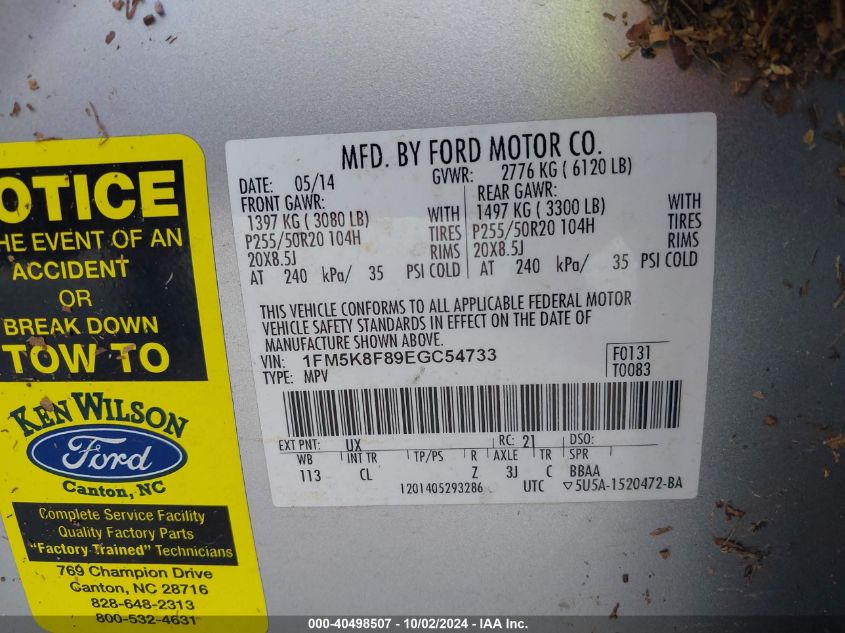 OTICE
HE EVENT OF AN
ACCIDENT
OR
BREAK DOWN
TOW TO
KEN WILSON
Ford
Canton, NC
Complete Service Facility
Quality Factory Parts
"Factory Trained" Technicians
769 Champion Drive
Canton, NC 28716
828-648-2313
800-532-4631
MFD. BY FORD MOTOR CO.
DATE: 05/14 GVWR: 2776 KG ( 6120 LB)
FRONT GAWR: REAR GAWR:
1397 KG ( 3080 LB) WITH 1497 KG ( 3300 LB) WITH
P255/50R20 104H TIRES P255/50R20 104H TIRES
20X8.5J RIMS 20X8.5J RIMS
AT 240 kPa/ 35 PSI COLD AT 240 kPa/ 35 PSI COLD
THIS VEHICLE CONFORMS TO ALL APPLICABLE FEDERAL MOTOR
VEHICLE SAFETY STANDARDS IN EFFECT ON THE DATE OF
MANUFACTURE SHOWN ABOVE.
VIN: 1FM5K8F89EGC54733 F0131
TYPE: MPV T0083
EXT PNT: UX RC: 21 DSO:
WB INT TR TP/PS R AXLE TR SPR
113 CL Z 3J C BBAA
1201405293286 UTC ▽5U5A-1520472-BA
000-40498507 - 10/02/2024 - IAA Inc.